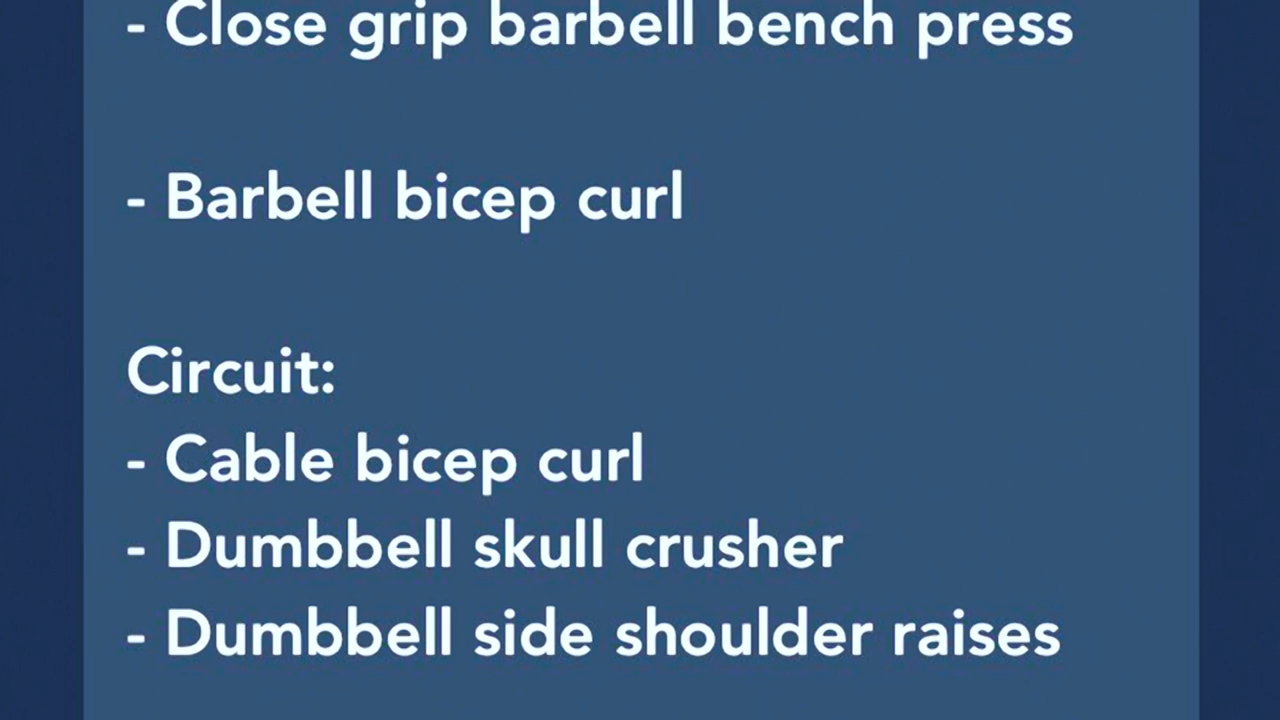 - Close grip barbell bench press
- Barbell bicep curl
Circuit:
- Cable bicep curl
- Dumbbell skull crusher
- Dumbbell side shoulder raises